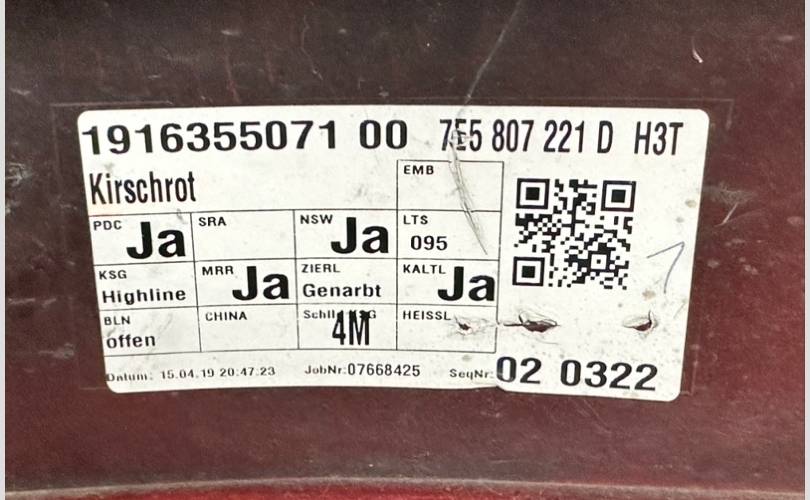 1916355071 00 7E5 807 221 D H3T
Kirschrot
EMB
PDC Ja SRA NSW Ja LTS 095
KSG Highline MRR Ja ZIERL Genarbt KALTL Ja
BLN offen CHINA 4M HEISSL
Datum: 15.04.19 20:47:23 JobNr:07668425 SeqNr: 02 0322
1